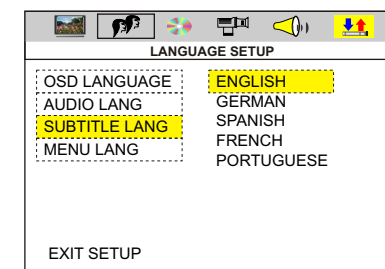 LANGUAGE SETUP
OSD LANGUAGE
AUDIO LANG
SUBTITLE LANG
MENU LANG
ENGLISH
GERMAN
SPANISH
FRENCH
PORTUGUESE
EXIT SETUP